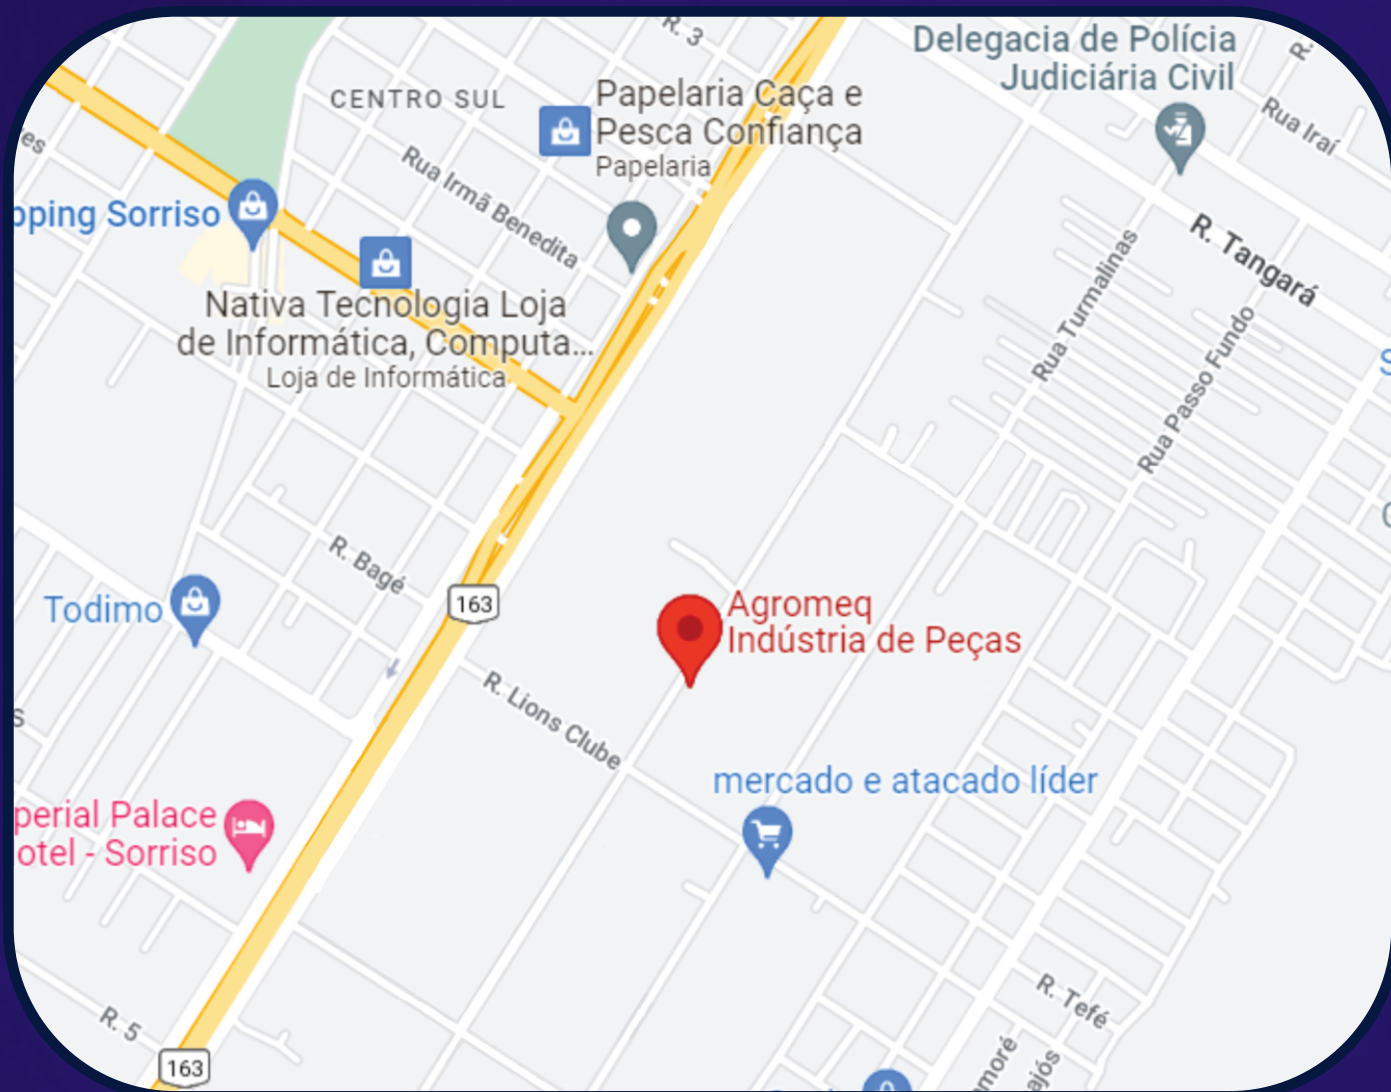 R. 3
Delegacia de Polícia
Judiciária Civil
R.
CENTRO SUL
Papelaria Caça e
Pesca Confiança
Papelaria
Rua Iraí
Rua Irmã Benedita
pping Sorriso
R. Tangará
Rua Turmalinas
Nativa Tecnologia Loja
de Informática, Computa...
Loja de Informática
Rua Passo Fundo
R. Bagé
163
Todimo
Agromeq
Indústria de Peças
R. Lions Clube
mercado e atacado líder
perial Palace
otel - Sorriso
R. Tefé
R. 5
163
moré
ajós